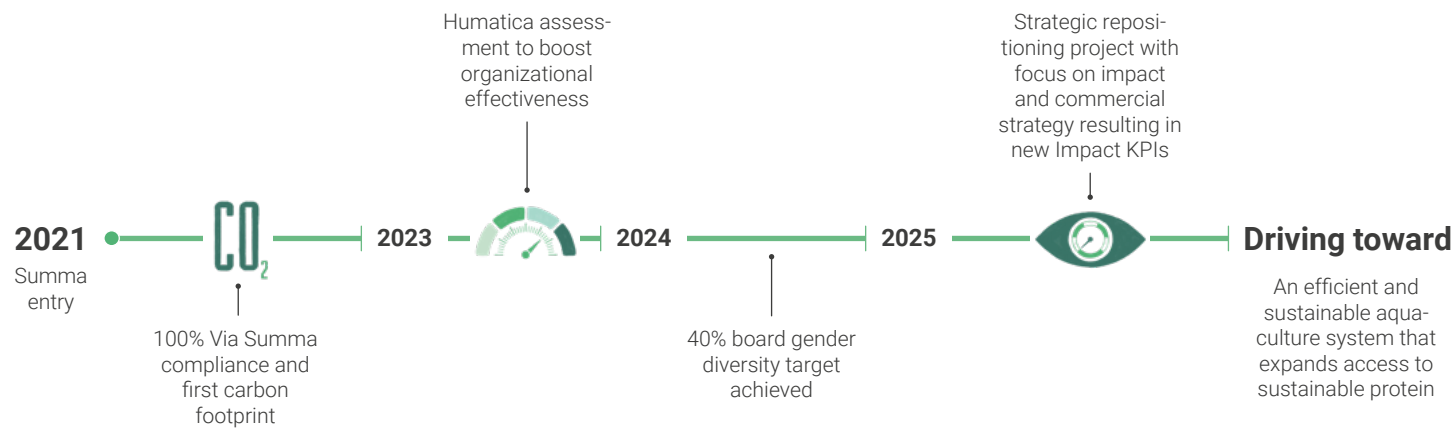 2021
Summa
entry
CO2
100% Via Summa
compliance and
first carbon
footprint
2023
Humatica assess-
ment to boost
organizational
effectiveness
2024
40% board gender
diversity target
achieved
2025
Strategic reposi-
tioning project with
focus on impact
and commercial
strategy resulting in
new Impact KPIs
Driving toward
An efficient and
sustainable aqua-
culture system that
expands access to
sustainable protein